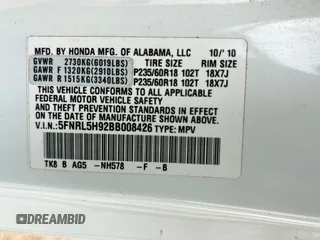 MFD. BY HONDA MFG. OF ALABAMA, LLC 10/'10
GVWR 2730KG(6019LBS) TIRE SIZE RIM SIZE
GAWR F 1320KG(2910LBS) P235/60R18 102T 18X7J
GAWR R 1515KG(3340LBS) P235/60R18 102T 18X7J
THIS VEHICLE CONFORMS TO ALL APPLICABLE
FEDERAL MOTOR VEHICLE SAFETY
AND THEFT PREVENTION STANDARDS IN EFFECT ON
THE DATE OF MANUFACTURE SHOWN ABOVE.
V.I.N.: 5FNRL5H92BB008426 TYPE: MPV
TK8 B AG5 -NH578 -F -B
DREAMBID